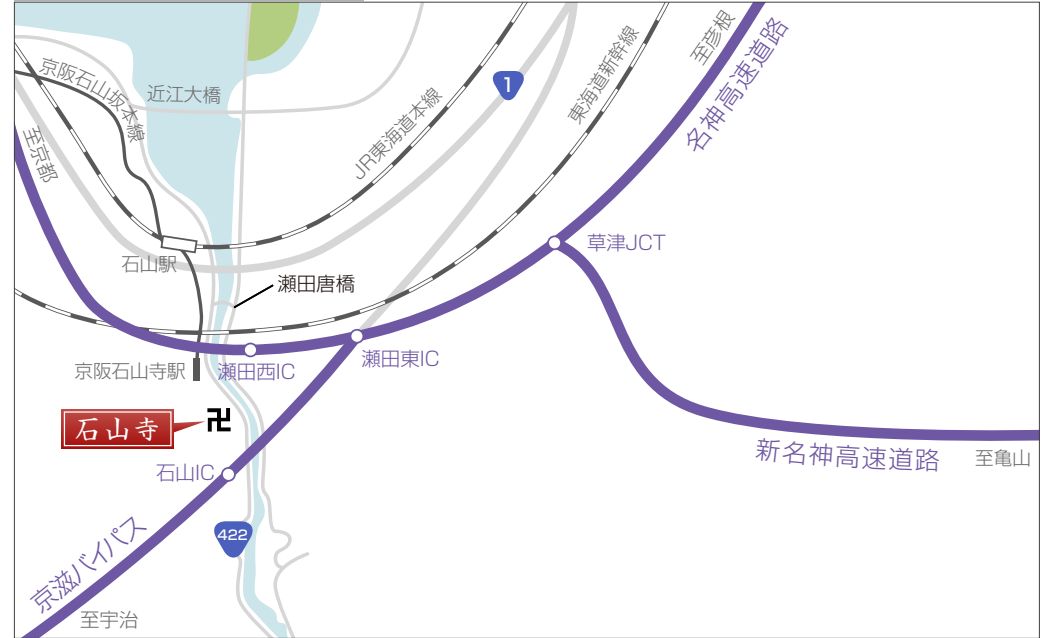 至彦根
名神高速道路
1
東海道新幹線
京阪石山坂本線
近江大橋
JR東海道本線
至京都
草津JCT
石山駅
瀬田唐橋
瀬田東IC
京阪石山寺駅
瀬田西IC
石山寺
卍
新名神高速道路
至亀山
石山IC
422
京滋バイパス
至宇治